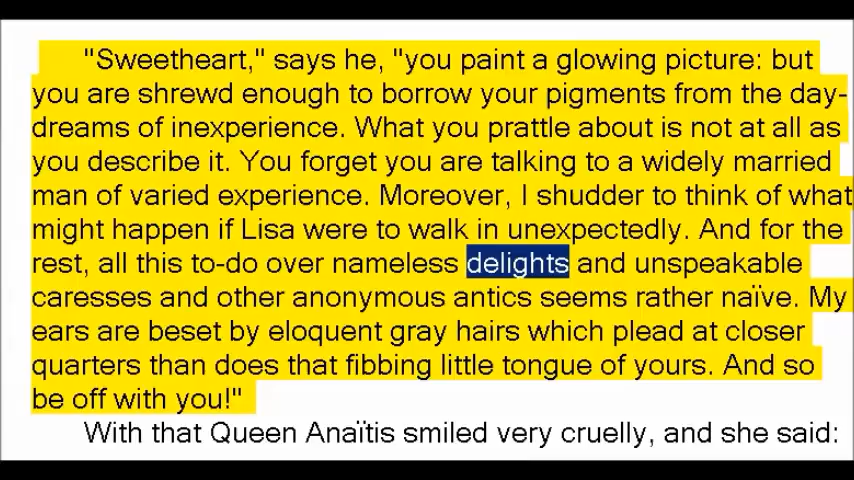 "Sweetheart," says he, "you paint a glowing picture: but
you are shrewd enough to borrow your pigments from the day-
dreams of inexperience. What you prattle about is not at all as
you describe it. You forget you are talking to a widely married
man of varied experience. Moreover, I shudder to think of what
might happen if Lisa were to walk in unexpectedly. And for the
rest, all this to-do over nameless delights and unspeakable
caresses and other anonymous antics seems rather naïve. My
ears are beset by eloquent gray hairs which plead at closer
quarters than does that fibbing little tongue of yours. And so
be off with you!"
With that Queen Anaïtis smiled very cruelly, and she said: